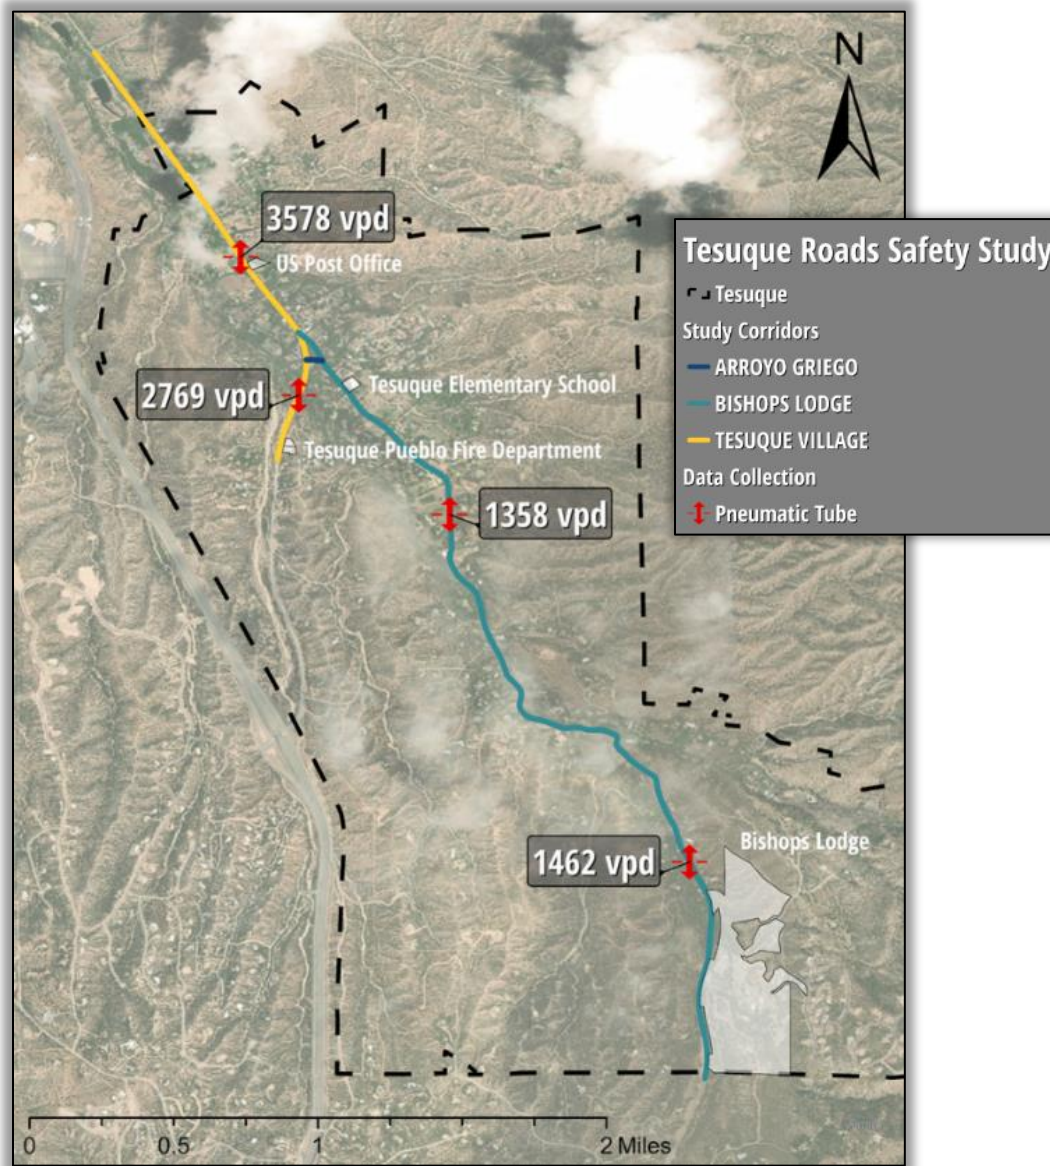 N
3578 vpd
US Post Office
Tesuque Roads Safety Study
Tesuque
Study Corridors
ARROYO GRIEGO
BISHOPS LODGE
TESUQUE VILLAGE
Data Collection
Pneumatic Tube
2769 vpd
Tesuque Elementary School
Tesuque Pueblo Fire Department
1358 vpd
1462 vpd
Bishops Lodge
0 0.5 1 2 Miles